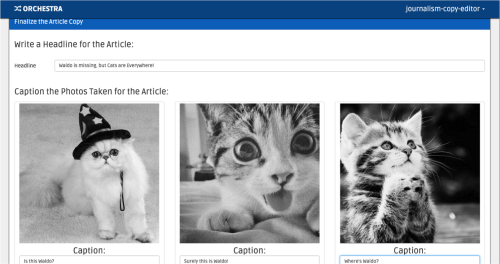 ORCHESTRA
journalism-copy-editor
Finalize the Article Copy
Write a Headline for the Article:
Headline
Waldo is missing, but Cats are Everywhere!
Caption the Photos Taken for the Article:
Caption: Caption: Caption:
Is this Waldo? Surely this is Waldo! Where's Waldo?